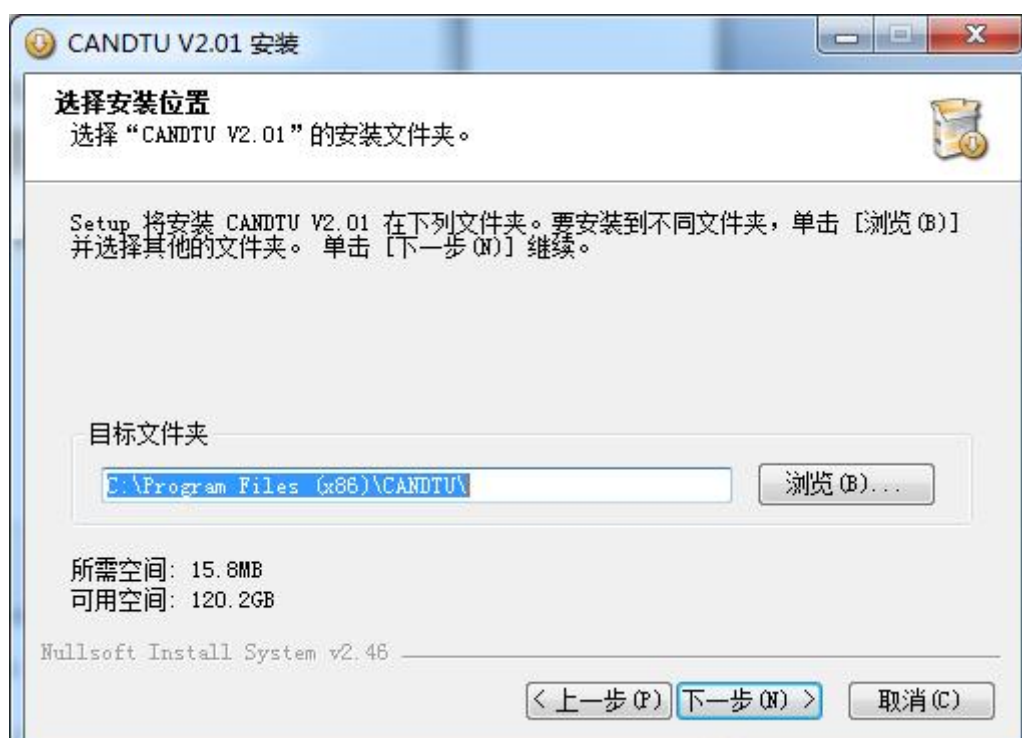 CANDTU V2.01 安装
选择安装位置
选择“CANDTU V2.01”的安装文件夹。
Setup 将安装 CANDTU V2.01 在下列文件夹。要安装到不同文件夹，单击 [浏览(B)]
并选择其他的文件夹。 单击 [下一步(N)] 继续。
目标文件夹
C:\Program Files (x86)\CANDTU\
浏览(B)...
所需空间: 15.8MB
可用空间: 120.2GB
Nullsoft Install System v2.46
< 上一步(P) 下一步(N) > 取消(C)